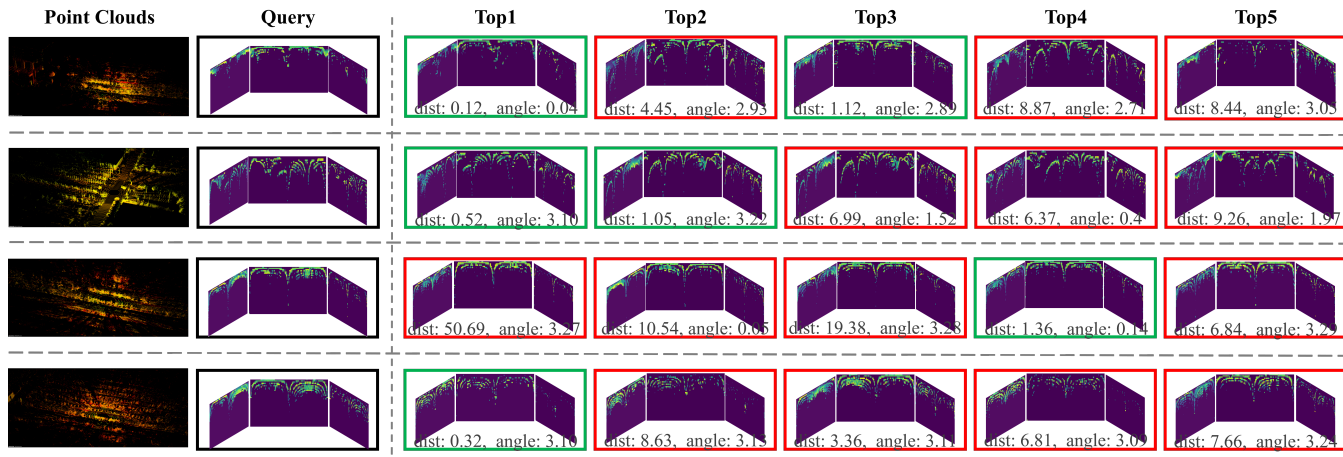 Point Clouds Query Top1 Top2 Top3 Top4 Top5
dist: 0.12, angle: 0.04 dist: 4.45, angle: 2.93 dist: 1.12, angle: 2.89 dist: 8.87, angle: 2.71 dist: 8.44, angle: 3.03
dist: 0.52, angle: 3.10 dist: 1.05, angle: 3.22 dist: 6.99, angle: 1.52 dist: 6.37, angle: 0.4 dist: 9.26, angle: 1.97
dist: 50.69, angle: 3.27 dist: 10.54, angle: 0.05 dist: 19.38, angle: 3.28 dist: 1.36, angle: 0.14 dist: 6.84, angle: 3.29
dist: 0.32, angle: 3.10 dist: 8.63, angle: 3.13 dist: 3.36, angle: 3.11 dist: 6.81, angle: 3.09 dist: 7.66, angle: 3.24